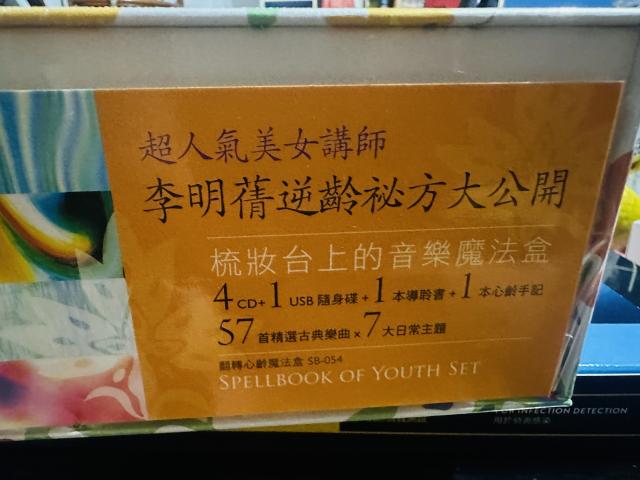 超人氣美女講師
李明蒨逆齡祕方大公開
梳妝台上的音樂魔法盒
4 CD+1 USB 隨身碟+1 本導聆書+1 本心齡手記
57 首精選古典樂曲 x 7 大日常主題
翻轉心齡魔法盒 SB-054
SPELLBOOK OF YOUTH SET
FOR INFECTION DETECTION